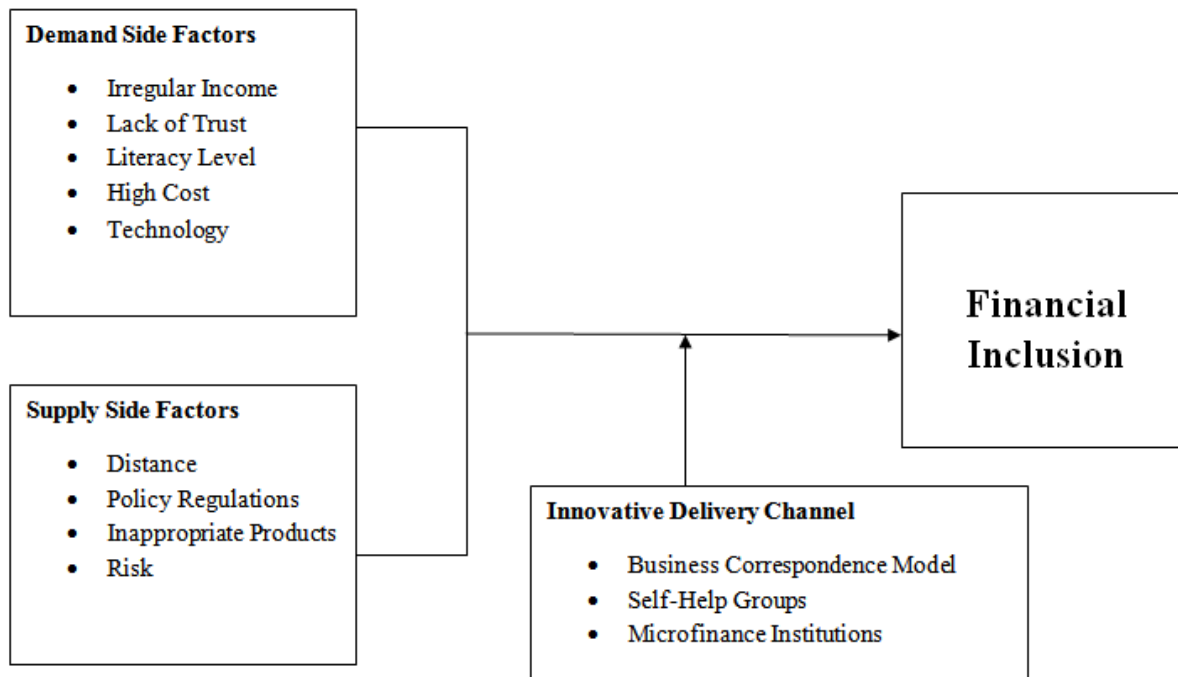 Demand Side Factors
• Irregular Income
• Lack of Trust
• Literacy Level
• High Cost
• Technology
Supply Side Factors
• Distance
• Policy Regulations
• Inappropriate Products
• Risk
Innovative Delivery Channel
• Business Correspondence Model
• Self-Help Groups
• Microfinance Institutions
Financial
Inclusion